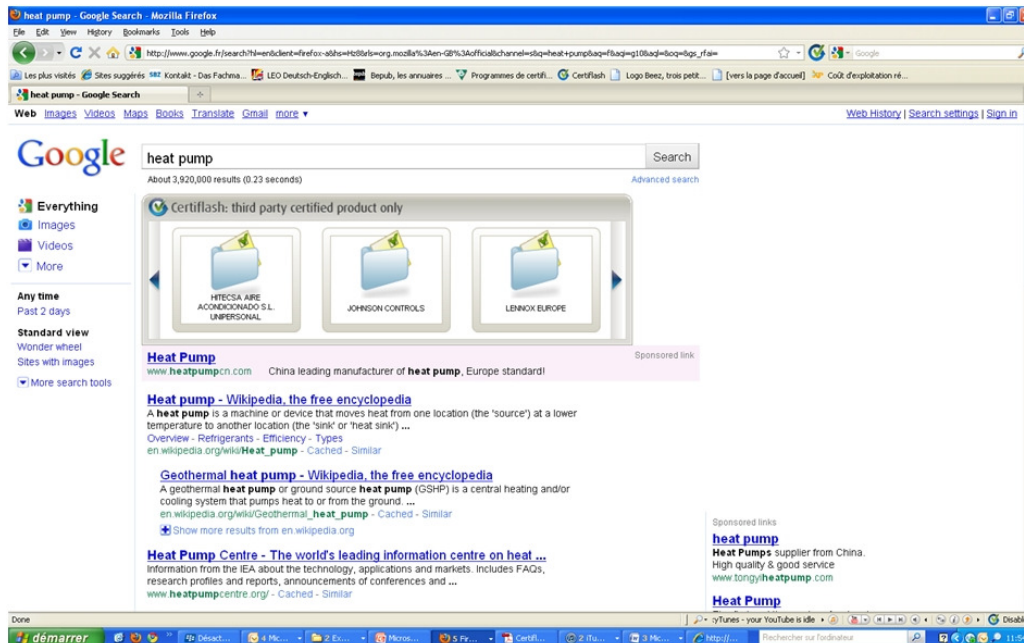 heat pump - Google Search - Mozilla Firefox
File Edit View History Bookmarks Tools Help
http://www.google.fr/search?hl=en&client=firefox-a&hs=Hz8&rls=org.mozilla%3Aen-GB%3Aofficial&channel=s&q=heat+pump&aq=f&aqi=g10&aql=&oq=&gs_rfai= Google
Les plus visités Sites suggérés Kontakt - Das Fachma... LEO Deutsch-Englisch... Bepub, les annuaires ... Programmes de certifi... Certiflash Logo Beez, trois petit... [vers la page d'accueil] Coût d'exploitation ré...
heat pump - Google Search
Web Images Videos Maps Books Translate Gmail more ▼ Web History | Search settings | Sign in
Google heat pump Search
About 3,920,000 results (0.23 seconds) Advanced search
Everything
Images
Videos
More
Any time
Past 2 days
Standard view
Wonder wheel
Sites with images
More search tools
Certiflash: third party certified product only
HITECSA AIRE
ACONDICIONADO S.L.
UNIPERSONAL
JOHNSON CONTROLS
LENNOX EUROPE
Heat Pump Sponsored link
www.heatpumpcn.com China leading manufacturer of heat pump, Europe standard!
Heat pump - Wikipedia, the free encyclopedia
A heat pump is a machine or device that moves heat from one location (the 'source') at a lower
temperature to another location (the 'sink' or 'heat sink') ...
Overview - Refrigerants - Efficiency - Types
en.wikipedia.org/wiki/Heat_pump - Cached - Similar
Geothermal heat pump - Wikipedia, the free encyclopedia
A geothermal heat pump or ground source heat pump (GSHP) is a central heating and/or
cooling system that pumps heat to or from the ground. ...
en.wikipedia.org/wiki/Geothermal_heat_pump - Cached - Similar
Show more results from en.wikipedia.org
Heat Pump Centre - The world's leading information centre on heat ...
Information from the IEA about the technology, applications and markets. Includes FAQs,
research profiles and reports, announcements of conferences and ...
www.heatpumpcentre.org/ - Cached - Similar
Sponsored links
heat pump
Heat Pumps supplier from China.
High quality & good service
www.tongyiheatpump.com
Heat Pump
Done yTunes - your YouTube is idle Disabl
démarrer Désact... 4 Mic... 2 Ex... Micros... 5 Fir... Certifl... 2 iTu... 3 Mic... http://... Rechercher sur l'ordinateur